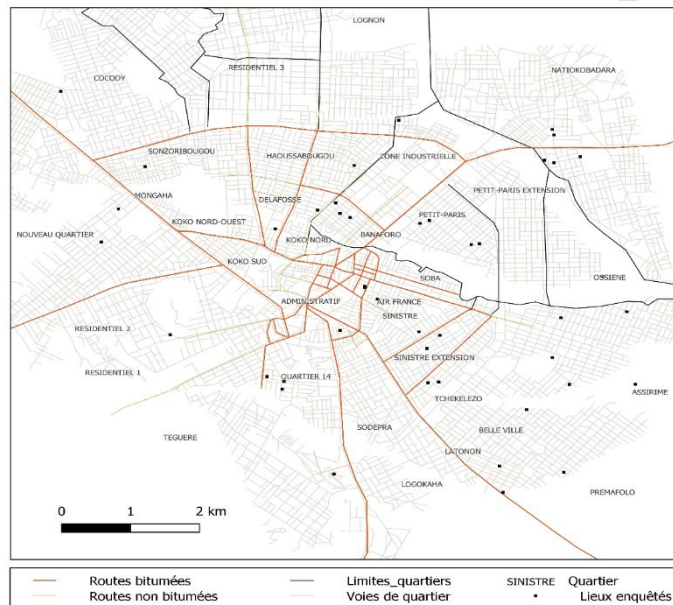 LOGNON
COCODY
RESIDENTIEL 3
NATIOKOBADARA
SONZORIBOUGOU
HAOUSSABOUGOU
ZONE INDUSTRIELLE
MONGAHA
DELAFOSSE
PETIT-PARIS EXTENSION
KOKO NORD-OUEST
PETIT-PARIS
NOUVEAU QUARTIER
KOKO NORD
BANAFORO
KOKO SUD
SOBA
OSSIENE
ADMINISTRATIF
AIR FRANCE
SINISTRE
RESIDENTIEL 2
SINISTRE EXTENSION
RESIDENTIEL 1
QUARTIER 14
TCHEKELEZO
ASSIRIME
SODEPRA
BELLE VILLE
TEGUERE
LATONON
LOGOKAHA
PREMAFOLO
0 1 2 km
Routes bitumées
Limites_quartiers
SINISTRE Quartier
Routes non bitumées
Voies de quartier
Lieux enquêtés